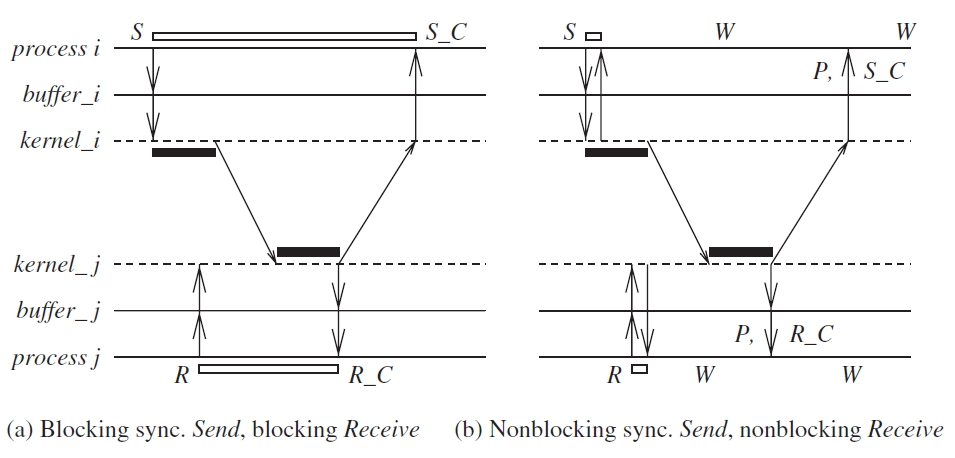 S S_C S W W
process i
P, S_C
buffer_i
kernel_i
kernel_j
buffer_j
P, R_C
process j
R R_C R W W
(a) Blocking sync. Send, blocking Receive (b) Nonblocking sync. Send, nonblocking Receive